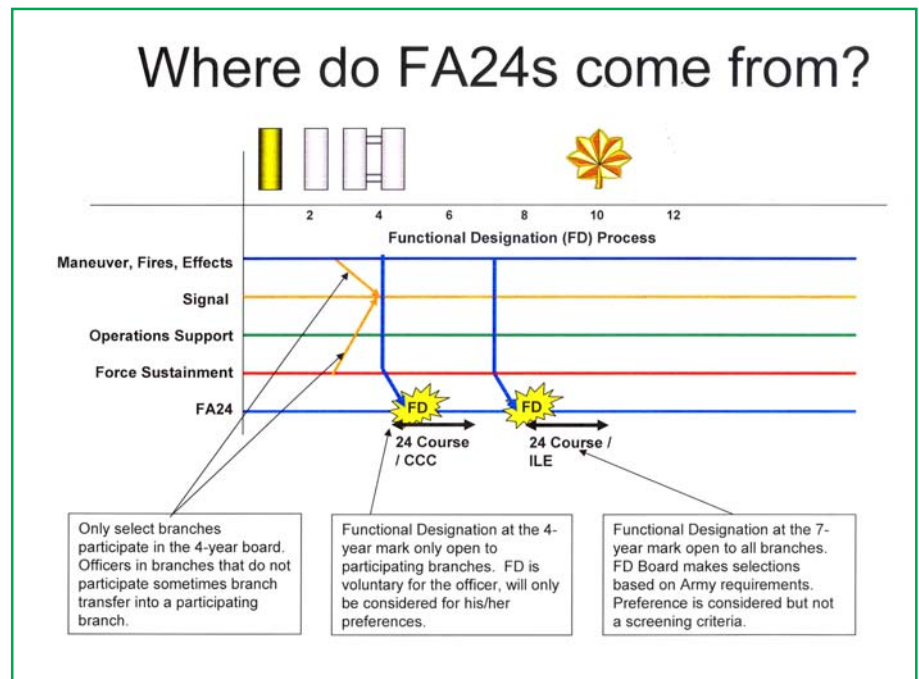 Where do FA24s come from?
2 4 6 8 10 12
Functional Designation (FD) Process
Maneuver, Fires, Effects
Signal
Operations Support
Force Sustainment
FA24
FD
FD
24 Course
/ CCC
24 Course /
ILE
Only select branches
participate in the 4-year board.
Officers in branches that do not
participate sometimes branch
transfer into a participating
branch.
Functional Designation at the 4-
year mark only open to
participating branches. FD is
voluntary for the officer, will only
be considered for his/her
preferences.
Functional Designation at the 7-
year mark open to all branches.
FD Board makes selections
based on Army requirements.
Preference is considered but not
a screening criteria.